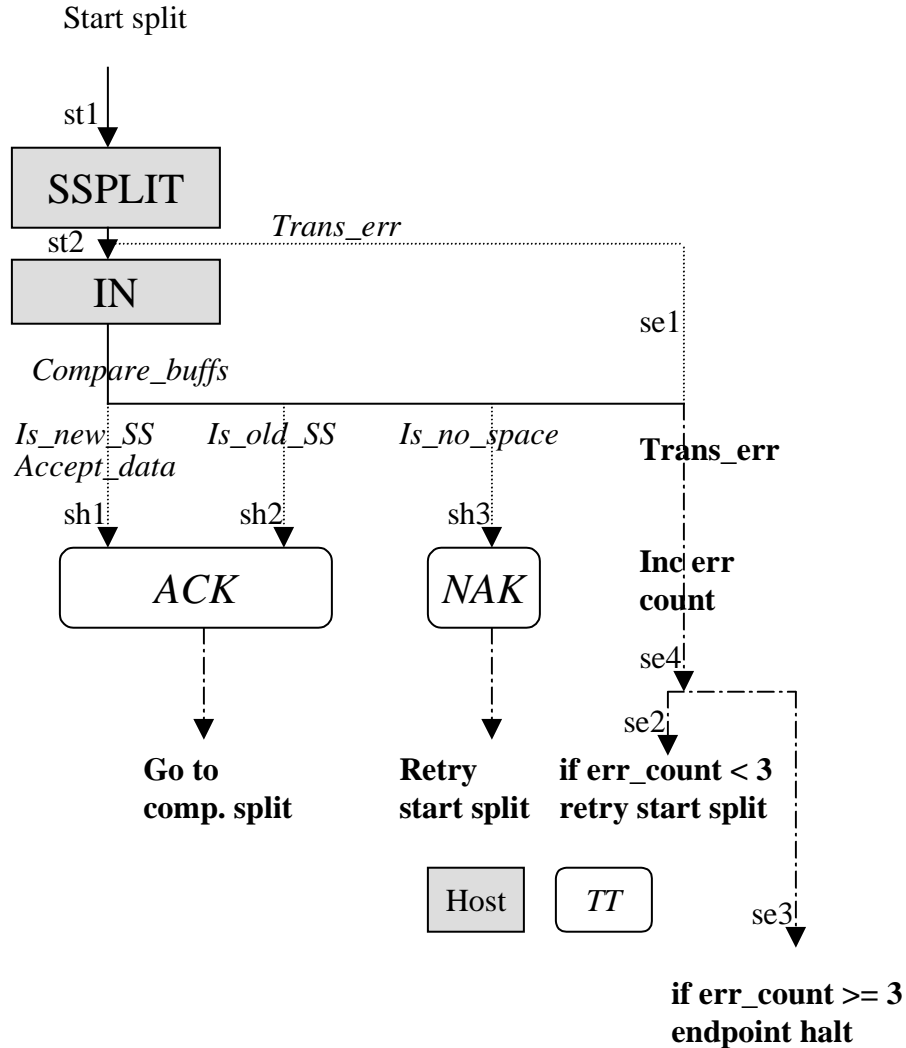 Start split
st1
SSPLIT
st2
Trans_err
IN
se1
Compare_buffs
Is_new_SS
Accept_data
Is_old_SS
Is_no_space
Trans_err
sh1
sh2
sh3
ACK
NAK
Inc err
count
se4
se2
Go to
comp. split
Retry
start split
if err_count < 3
retry start split
Host
TT
se3
if err_count >= 3
endpoint halt